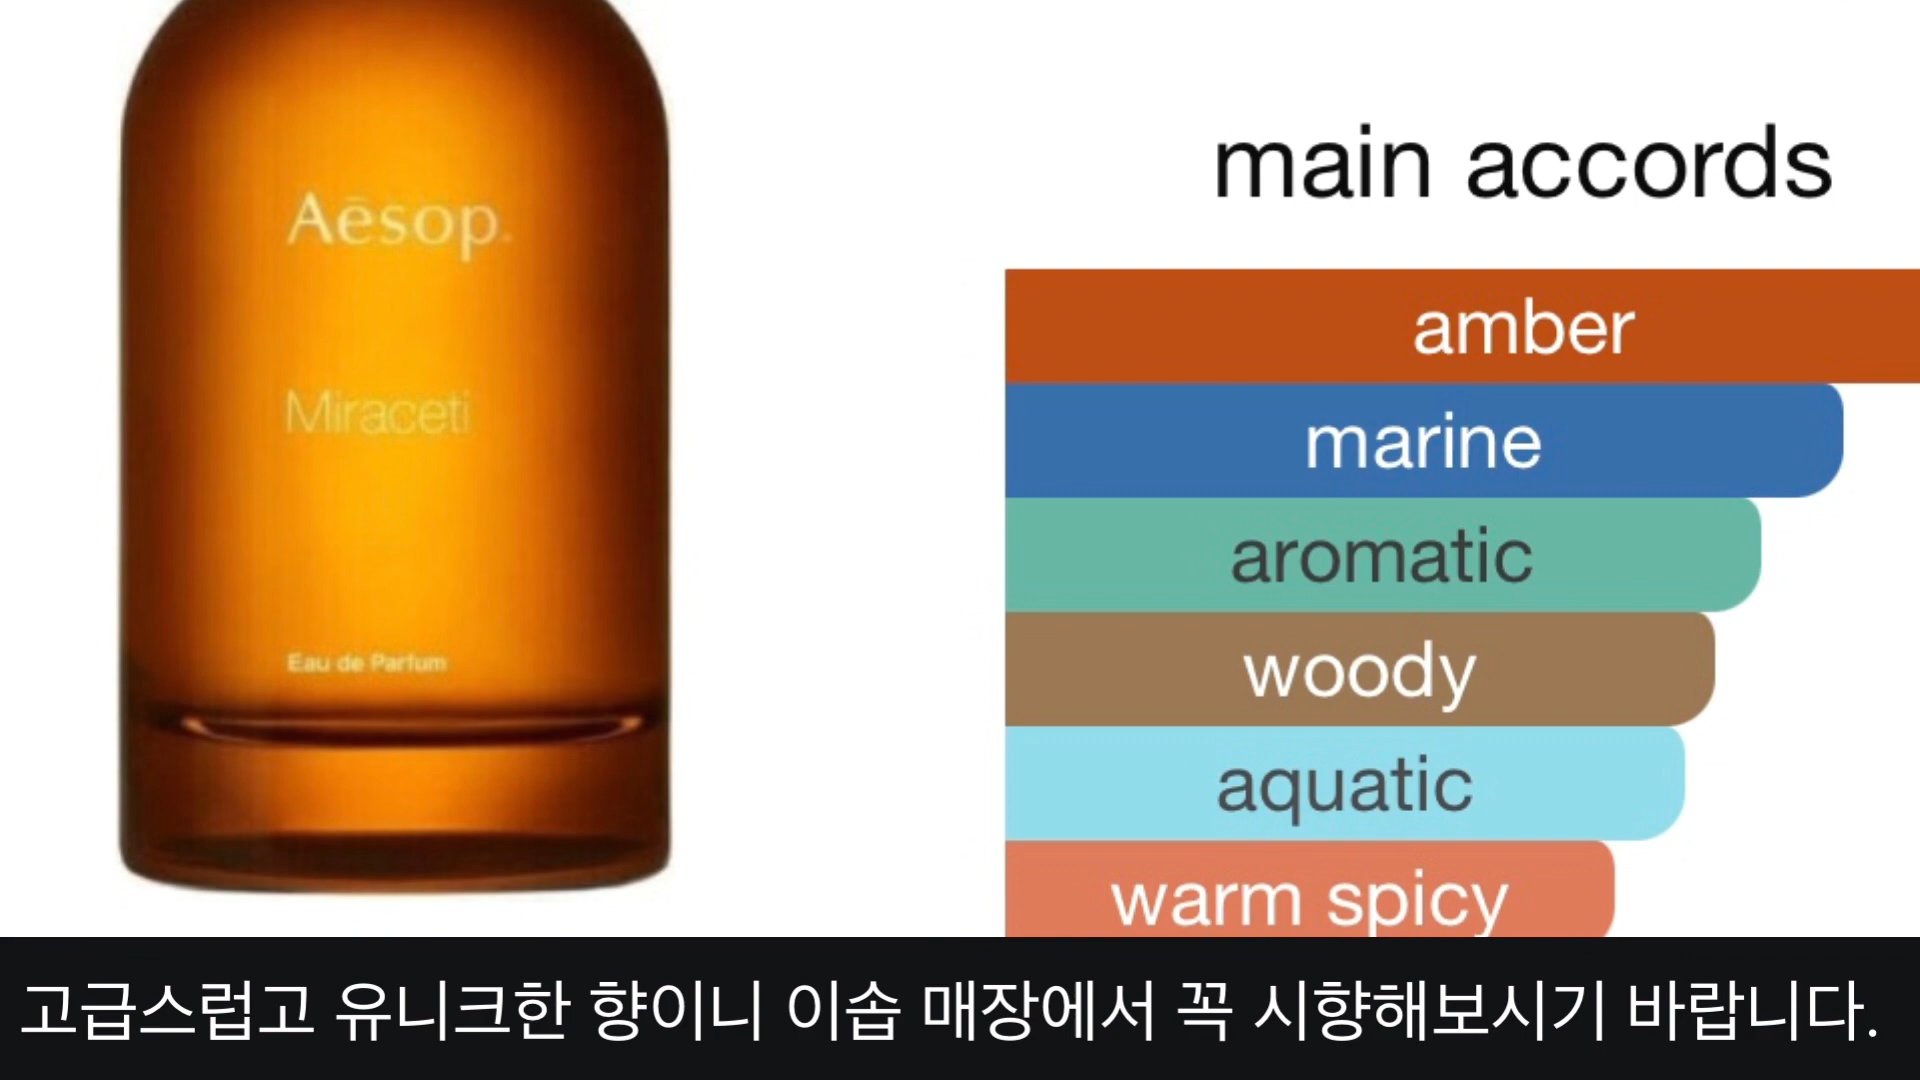 Aēsop.
Miraceti
Eau de Parfum
main accords
amber
marine
aromatic
woody
aquatic
warm spicy
고급스럽고 유니크한 향이니 이솝 매장에서 꼭 시향해보시기 바랍니다.